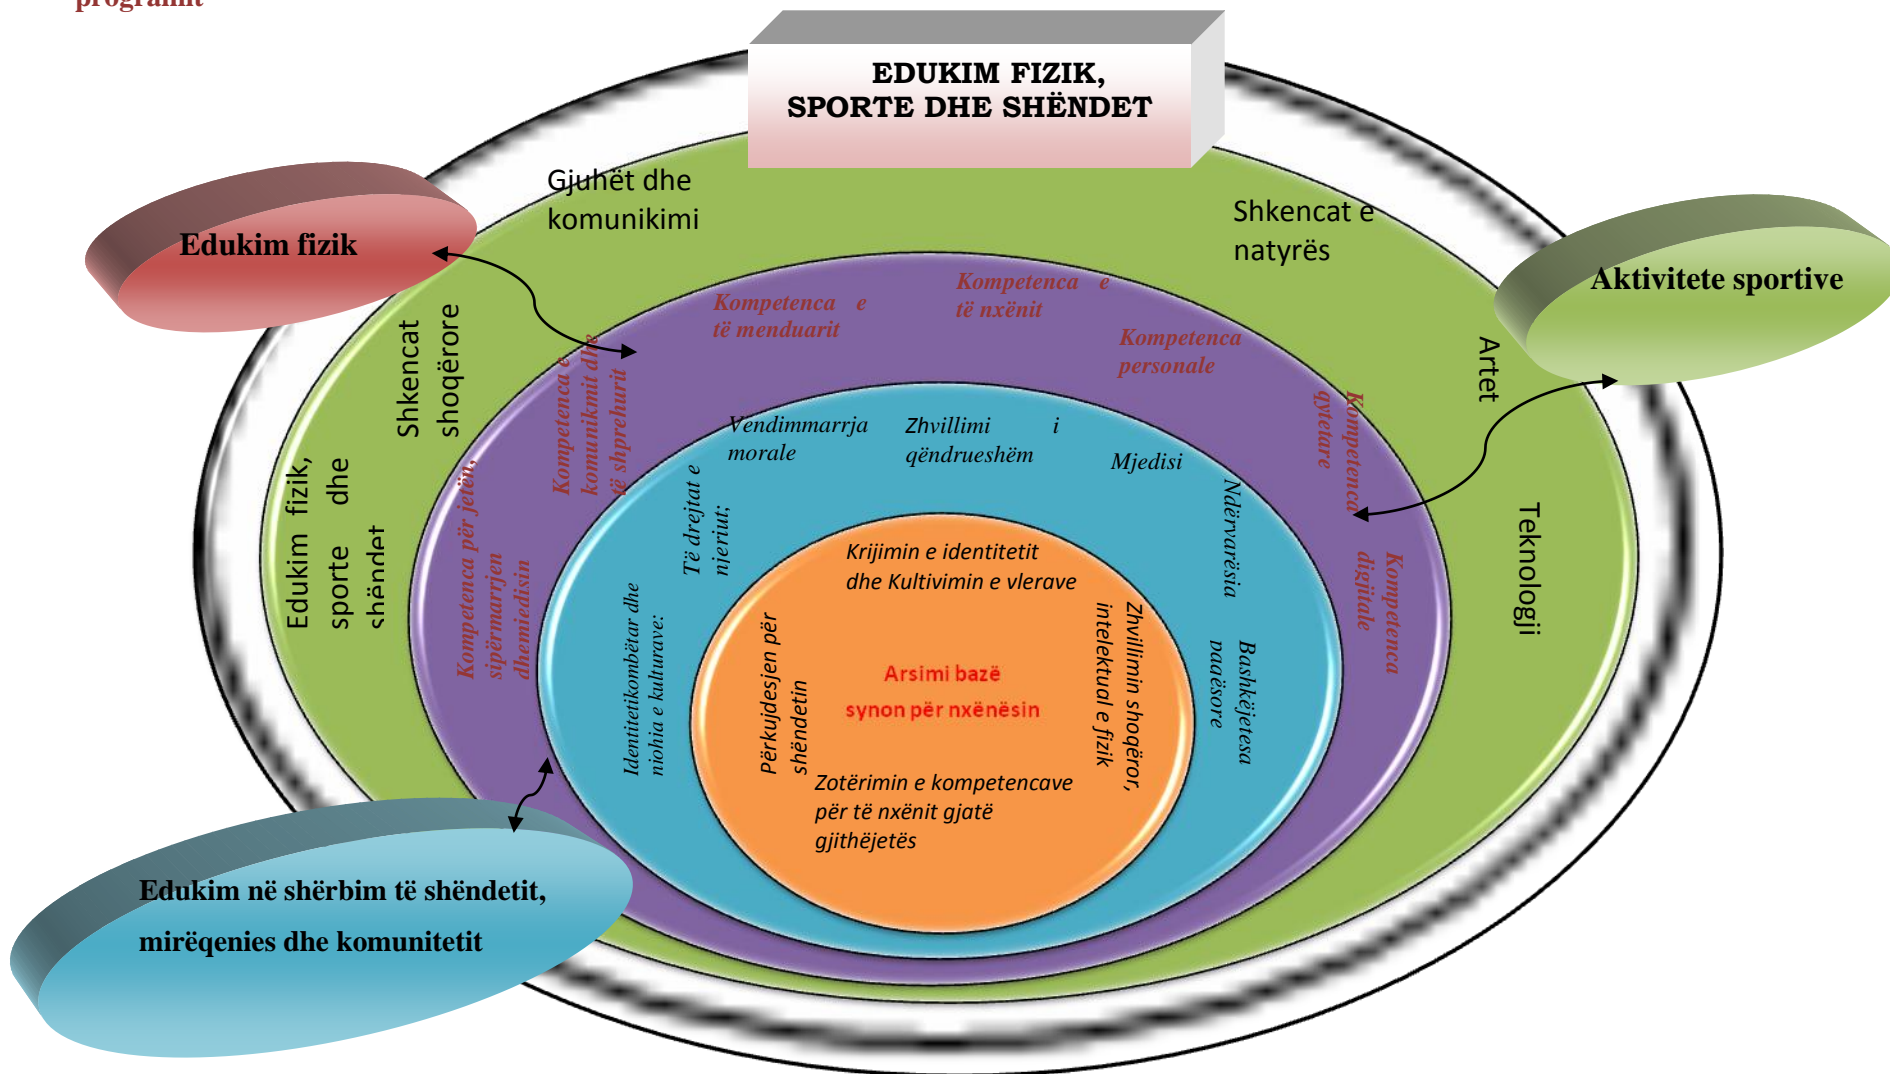 programit
EDUKIM FIZIK,
SPORTE DHE SHËNDET
Gjuhët dhe
komunikimi
Shkencat e
natyrës
Edukim fizik
Aktivitete sportive
Shkencat
shoqërore
Artet
Edukim fizik,
sporte dhe
shëndet
Teknologji
Kompetenca e
të menduarit
Kompetenca e
të nxënit
Kompetenca
personale
Kompetenca e
komunikmit dhe
të shprehurit
Kompetenca
qytetare
Kompetenca për jetën,
sipërmarrjen
dhemjedisin
Kompetenca
digjitale
Vendimmarrja
morale
Zhvillimi i
qëndrueshëm
Mjedisi
Të drejtat e
njeriut;
Ndërvarësia
Identitetikombëtar dhe
njohja e kulturave;
Bashkëjetesa
paqësore
Krijimin e identitetit
dhe Kultivimin e vlerave
Përkujdesjen për
shëndetin
Zhvillimin shoqëror,
intelektual e fizik
Arsimi bazë
synon për nxënësin
Zotërimin e kompetencave
për të nxënit gjatë
gjithëjetës
Edukim në shërbim të shëndetit,
mirëqenies dhe komunitetit